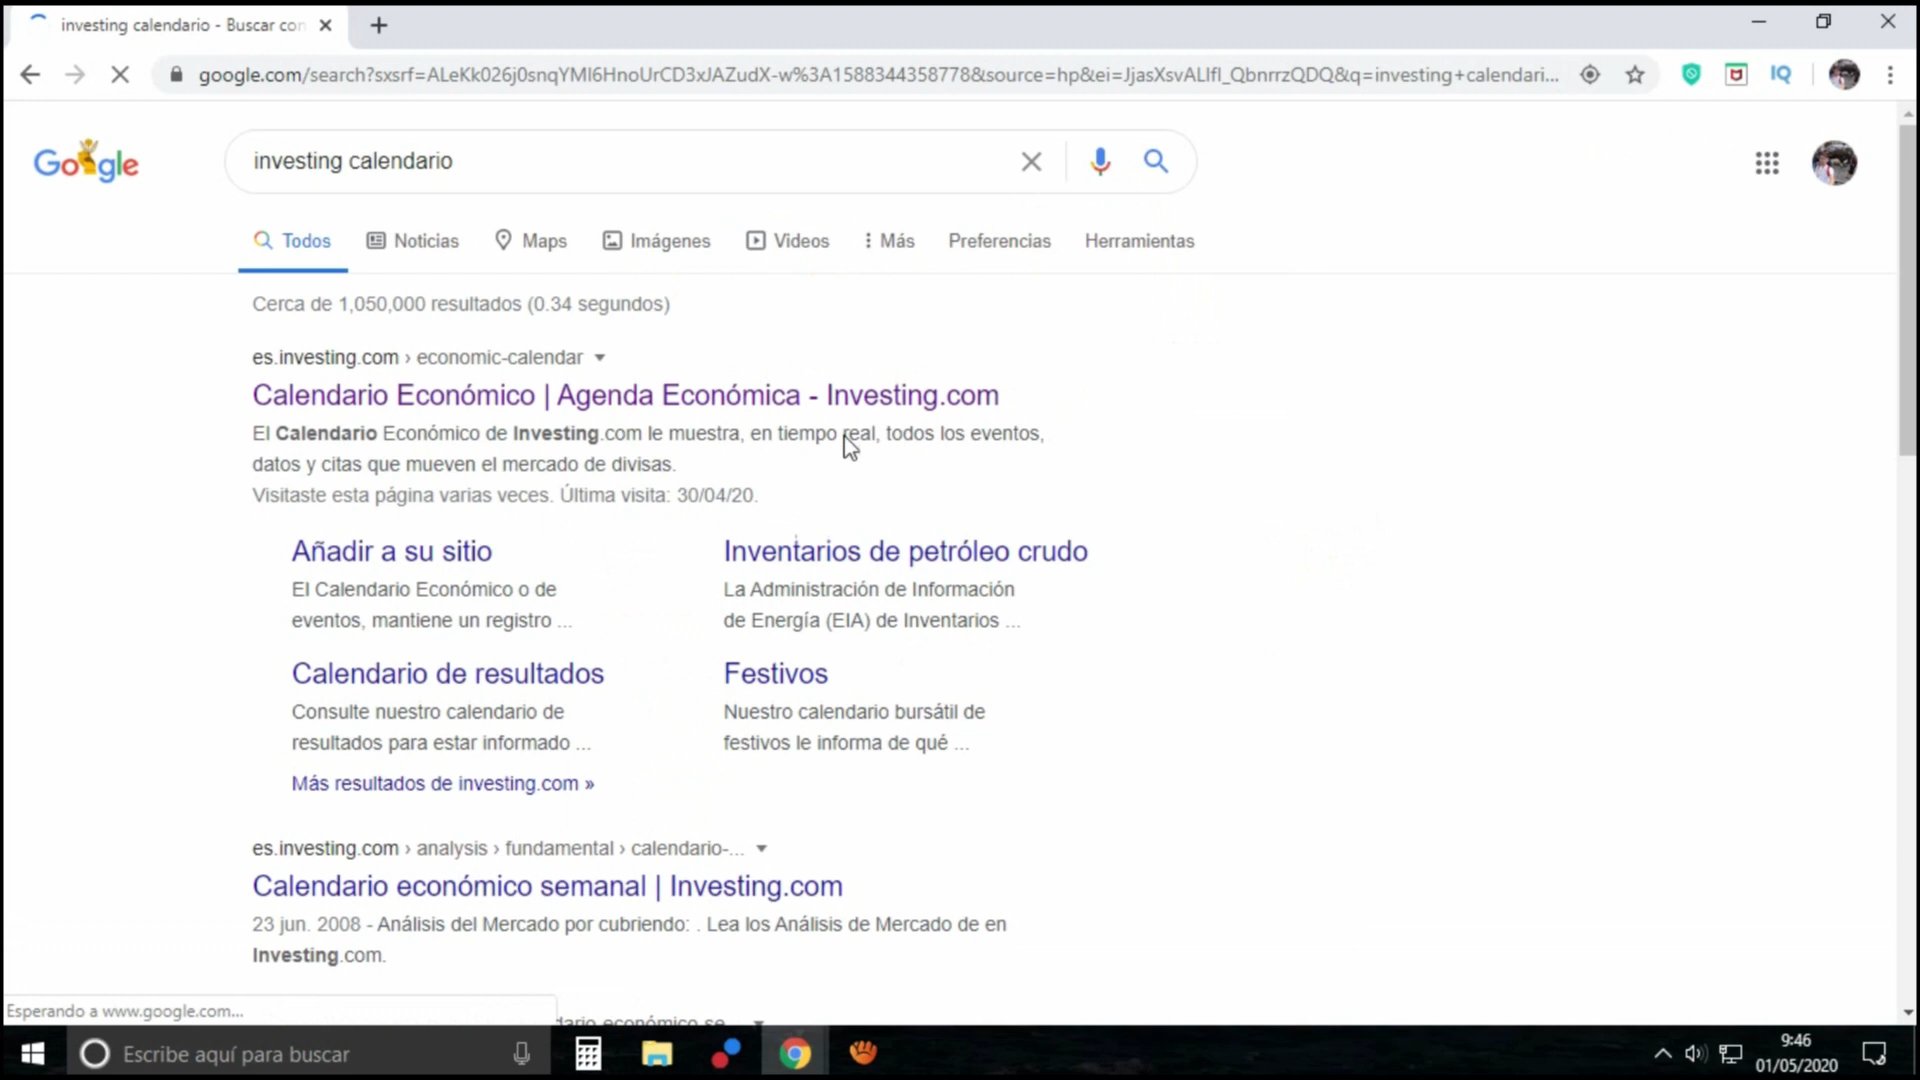 investing calendario - Buscar con
google.com/search?sxsrf=ALeKk026j0snqYMl6HnoUrCD3xJAZudX-w%3A1588344358778&source=hp&ei=JjasXsvALIfl_QbnrrzQDQ&q=investing+calendari...
IQ
Google
investing calendario
Todos Noticias Maps Imágenes Videos Más Preferencias Herramientas
Cerca de 1,050,000 resultados (0.34 segundos)
es.investing.com › economic-calendar
Calendario Económico | Agenda Económica - Investing.com
El Calendario Económico de Investing.com le muestra, en tiempo real, todos los eventos,
datos y citas que mueven el mercado de divisas.
Visitaste esta página varias veces. Última visita: 30/04/20.
Añadir a su sitio
El Calendario Económico o de
eventos, mantiene un registro ...
Inventarios de petróleo crudo
La Administración de Información
de Energía (EIA) de Inventarios ...
Calendario de resultados
Consulte nuestro calendario de
resultados para estar informado ...
Festivos
Nuestro calendario bursátil de
festivos le informa de qué ...
Más resultados de investing.com »
es.investing.com › analysis › fundamental › calendario-...
Calendario económico semanal | Investing.com
23 jun. 2008 - Análisis del Mercado por cubriendo: . Lea los Análisis de Mercado de en
Investing.com.
Esperando a www.google.com...
Escribe aquí para buscar
9:46
01/05/2020